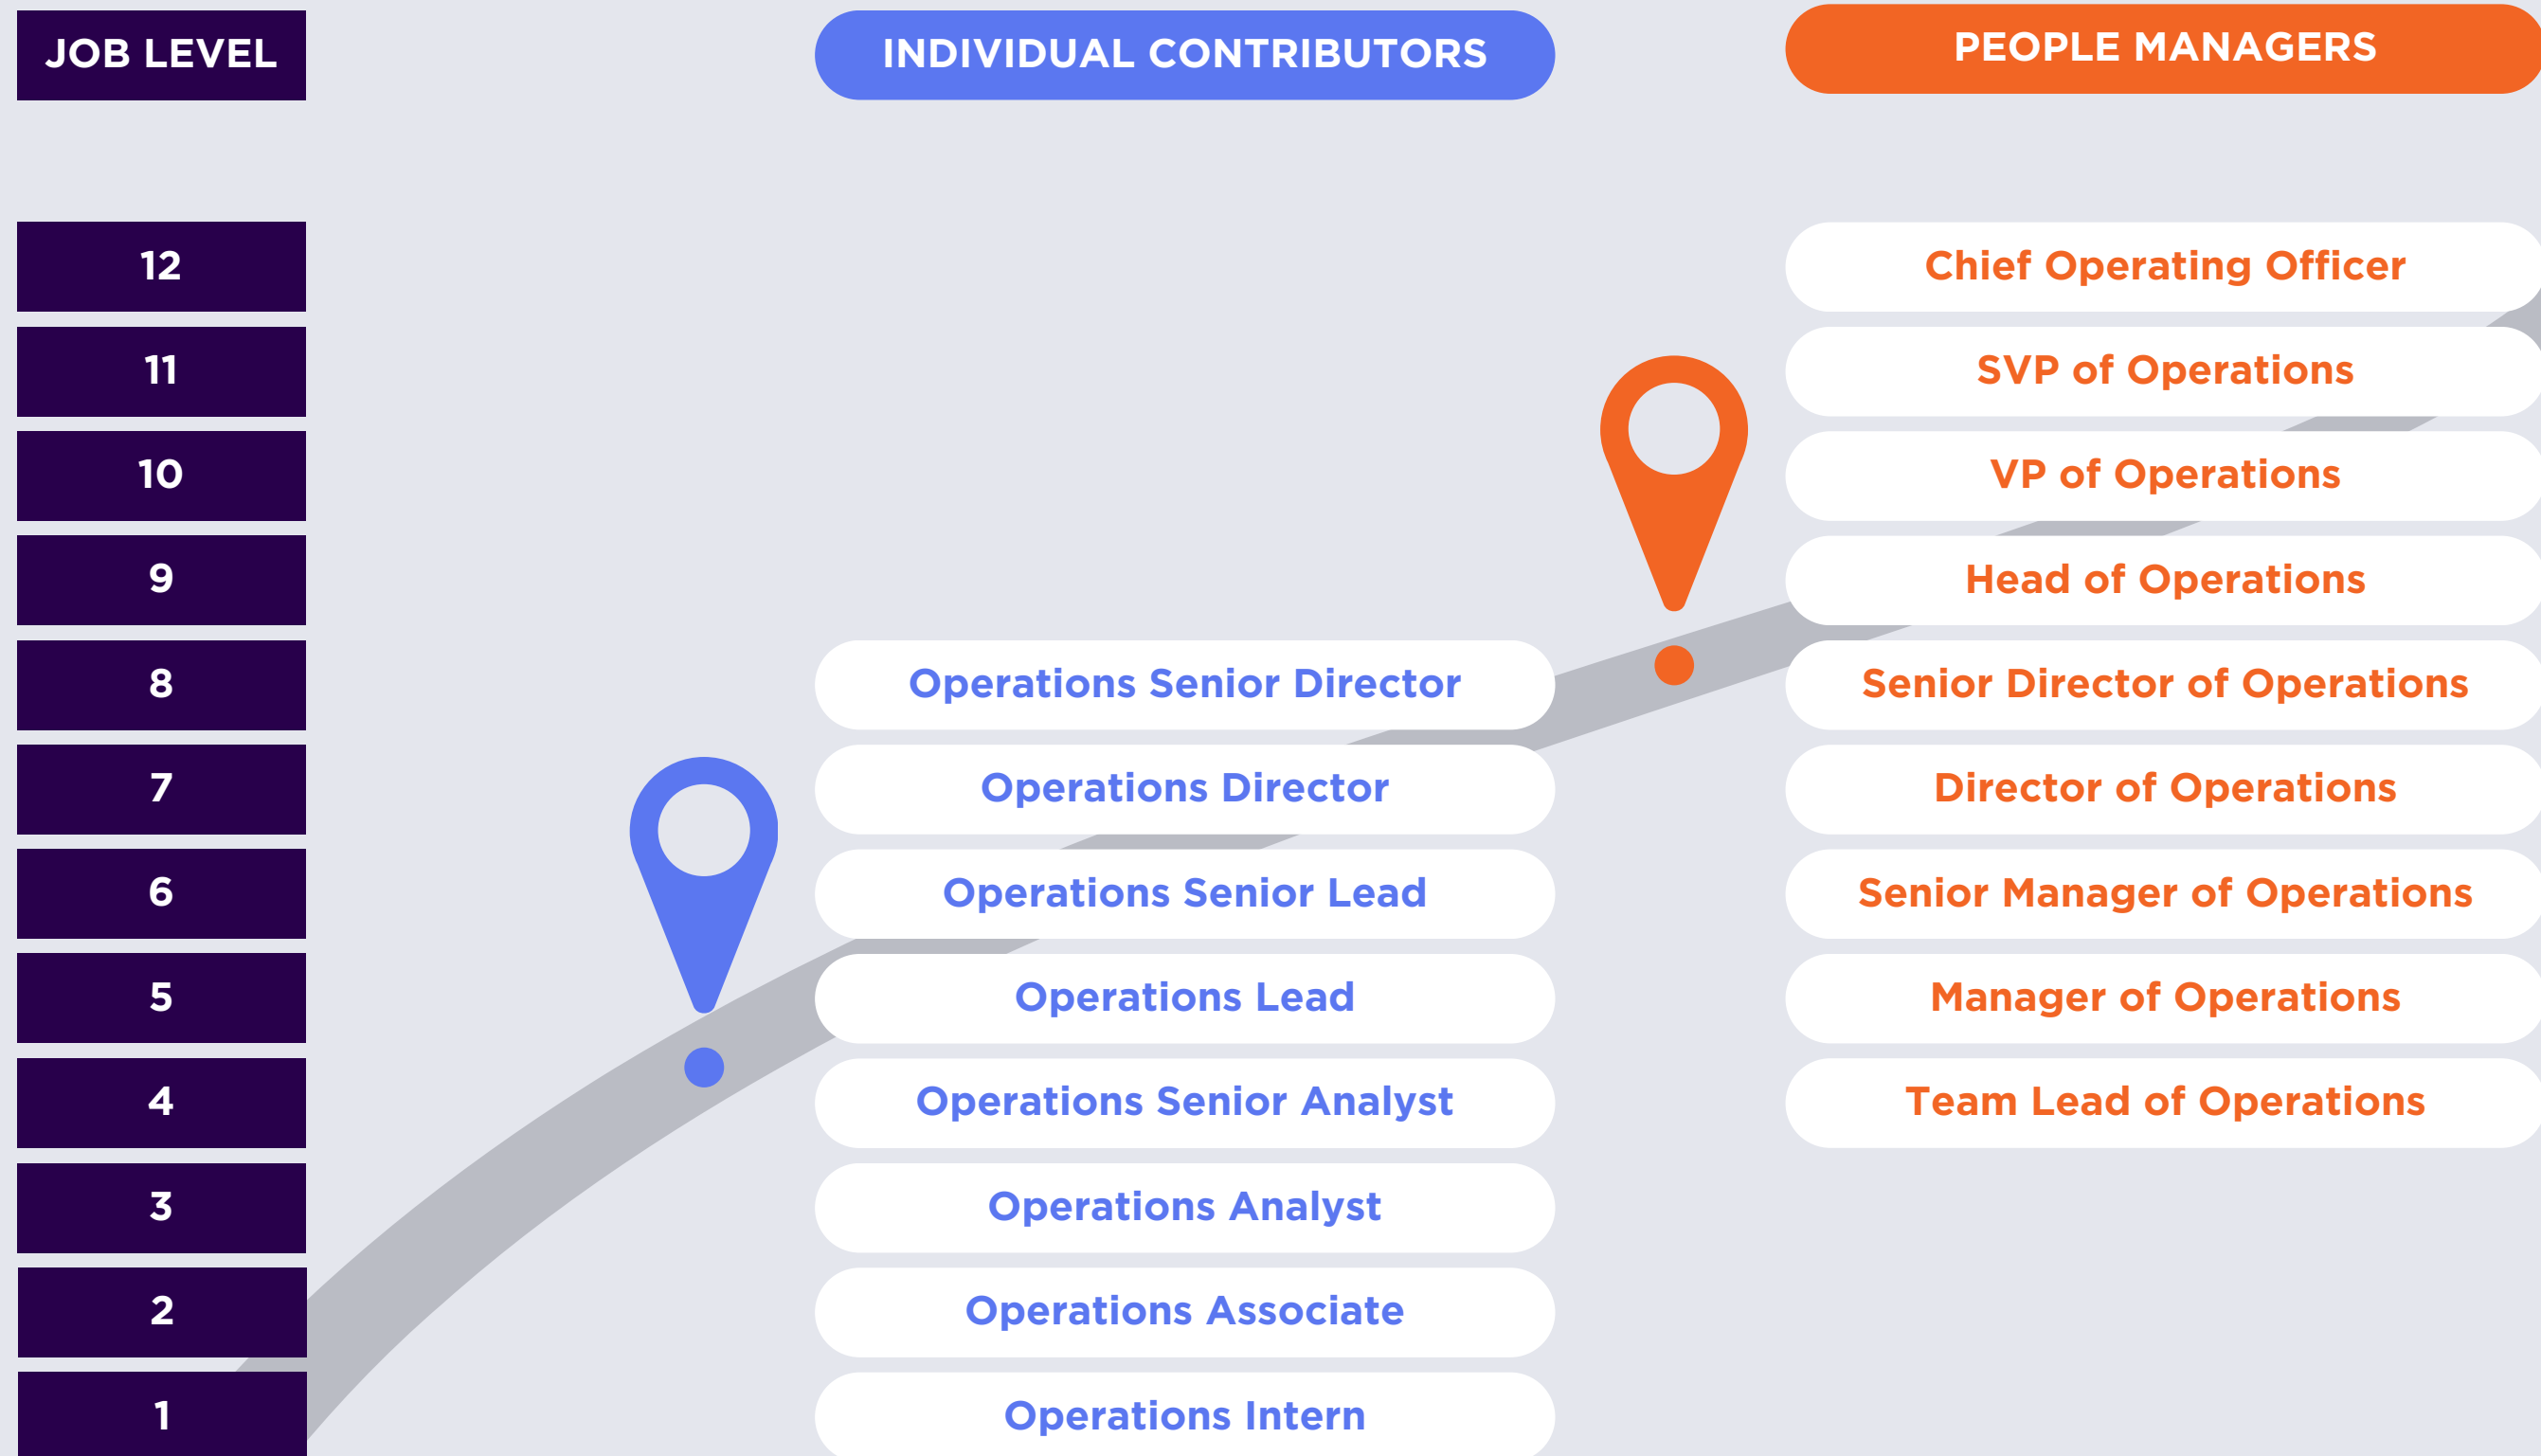 JOB LEVEL INDIVIDUAL CONTRIBUTORS PEOPLE MANAGERS
12 Chief Operating Officer
11 SVP of Operations
10 VP of Operations
9 Head of Operations
8 Operations Senior Director Senior Director of Operations
7 Operations Director Director of Operations
6 Operations Senior Lead Senior Manager of Operations
5 Operations Lead Manager of Operations
4 Operations Senior Analyst Team Lead of Operations
3 Operations Analyst
2 Operations Associate
1 Operations Intern